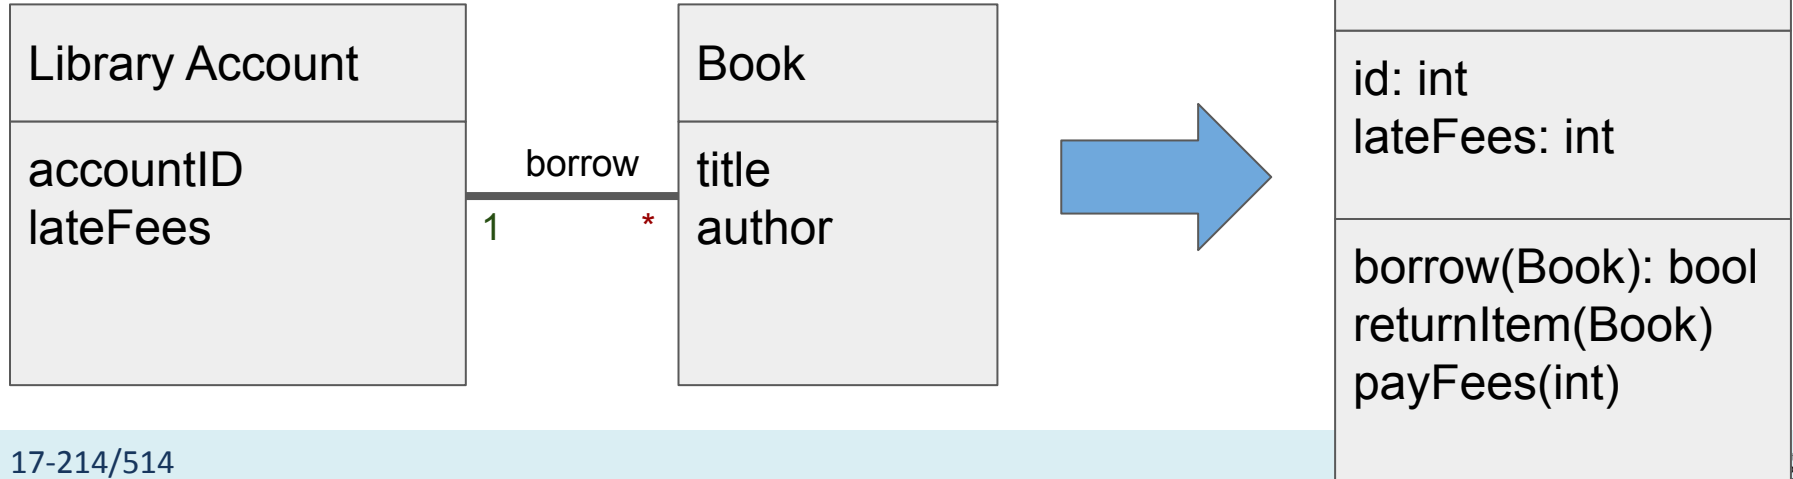 Library Account
accountID
lateFees
borrow
1
*
Book
title
author
id: int
lateFees: int
borrow(Book): bool
returnItem(Book)
payFees(int)
17-214/514